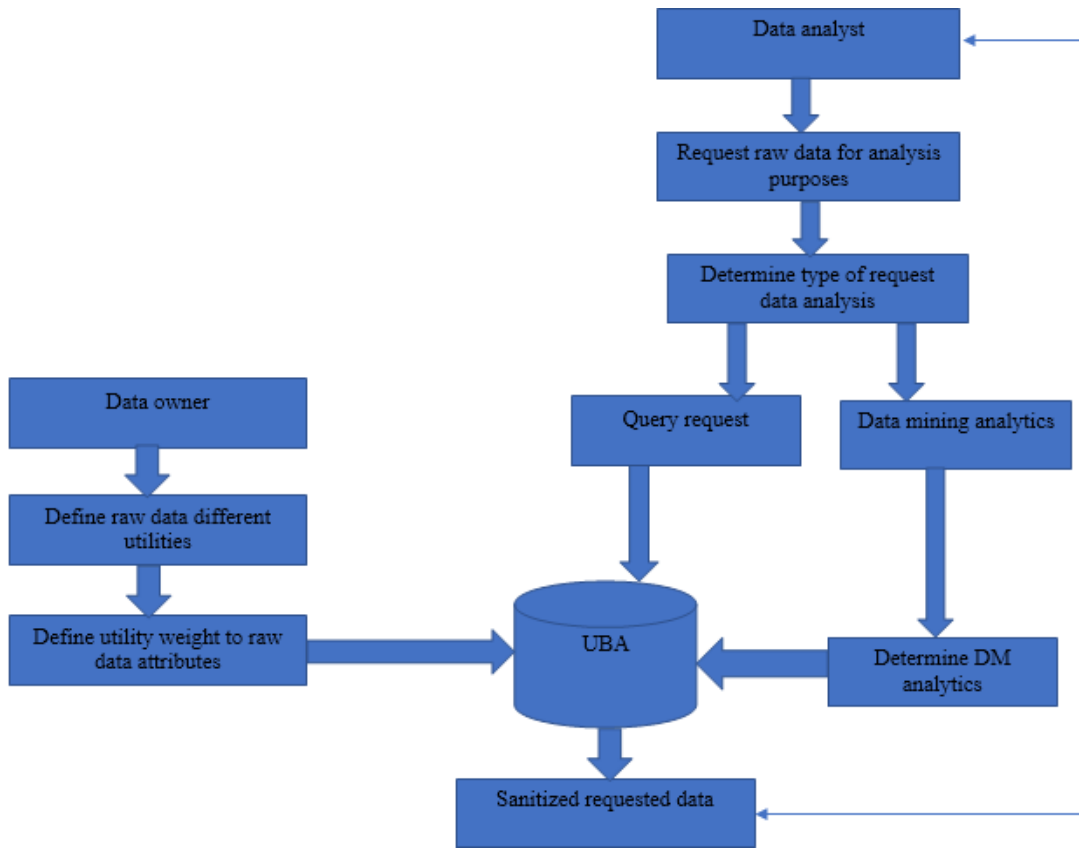 Data analyst
Request raw data for analysis
purposes
Determine type of request
data analysis
Query request
Data mining analytics
Data owner
Define raw data different
utilities
Define utility weight to raw
data attributes
UBA
Determine DM
analytics
Sanitized requested data